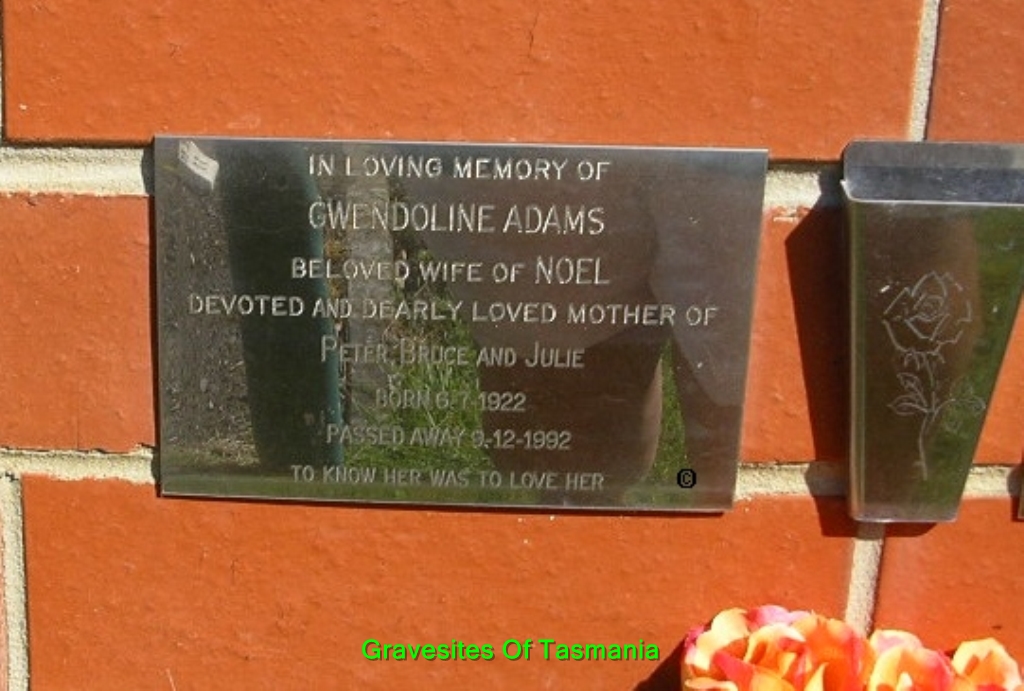 IN LOVING MEMORY OF
GWENDOLINE ADAMS
BELOVED WIFE OF NOEL
DEVOTED AND DEARLY LOVED MOTHER OF
PETER, BRUCE AND JULIE
BORN 6-7-1922
PASSED AWAY 9-12-1992
TO KNOW HER WAS TO LOVE HER
©
Gravesites Of Tasmania